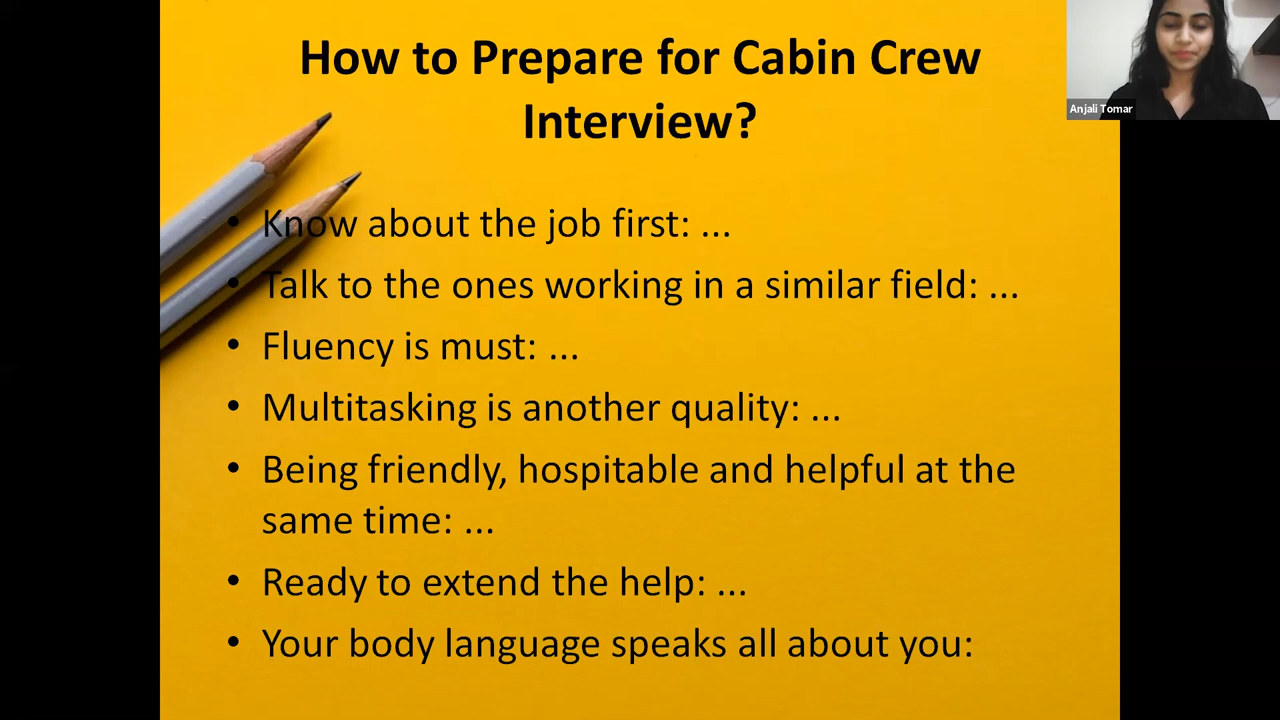 How to Prepare for Cabin Crew
Interview?
Anjali Tomar
• Know about the job first: ...
• Talk to the ones working in a similar field: ...
• Fluency is must: ...
• Multitasking is another quality: ...
• Being friendly, hospitable and helpful at the
same time: ...
• Ready to extend the help: ...
• Your body language speaks all about you: